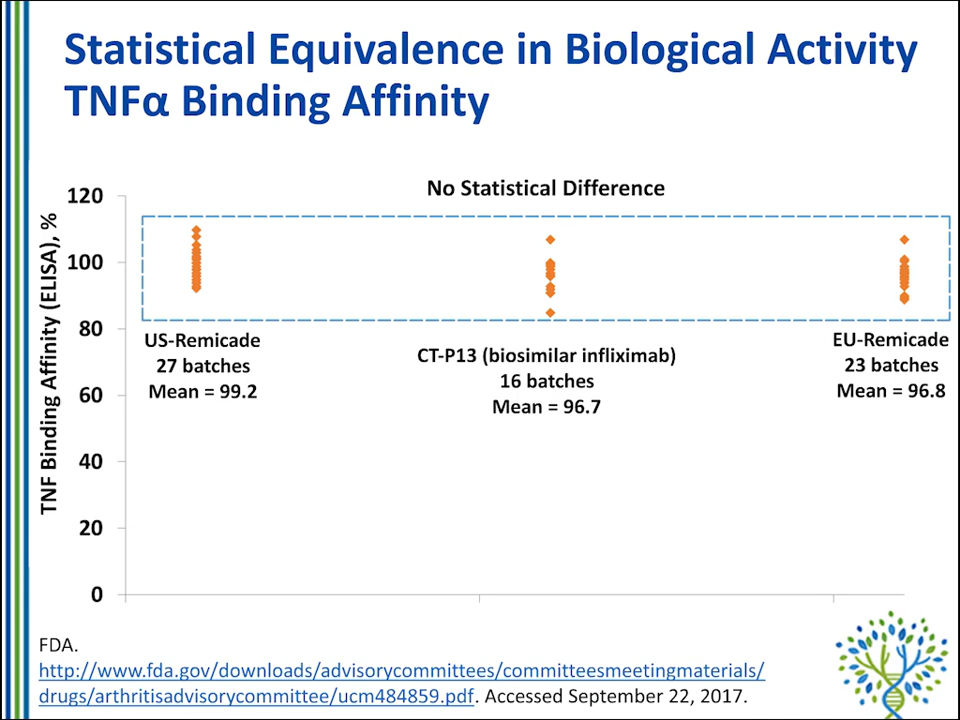 Statistical Equivalence in Biological Activity
TNFα Binding Affinity
No Statistical Difference
TNF Binding Affinity (ELISA), %
120
100
80
60
40
20
0
US-Remicade
27 batches
Mean = 99.2
CT-P13 (biosimilar infliximab)
16 batches
Mean = 96.7
EU-Remicade
23 batches
Mean = 96.8
FDA.
http://www.fda.gov/downloads/advisorycommittees/committeesmeetingmaterials/
drugs/arthritisadvisorycommittee/ucm484859.pdf. Accessed September 22, 2017.